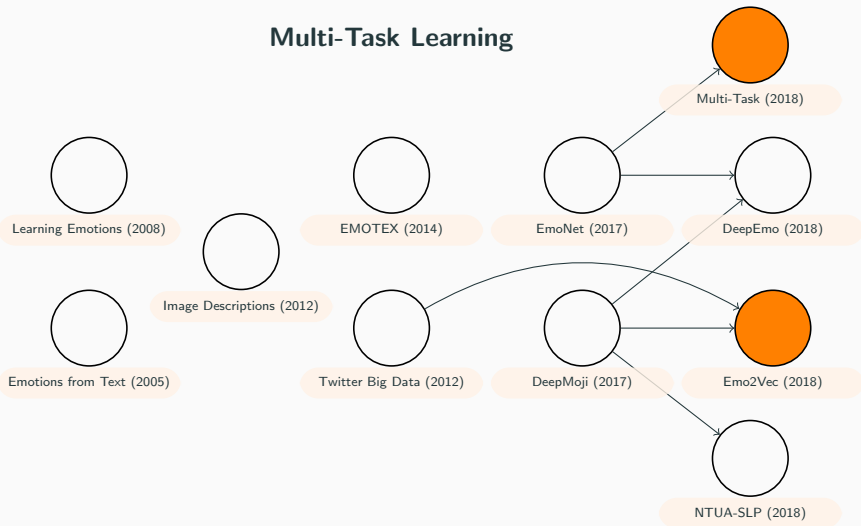 Multi-Task Learning
Multi-Task (2018)
Learning Emotions (2008)
EMOTEX (2014)
EmoNet (2017)
DeepEmo (2018)
Image Descriptions (2012)
Emotions from Text (2005)
Twitter Big Data (2012)
DeepMoji (2017)
Emo2Vec (2018)
NTUA-SLP (2018)